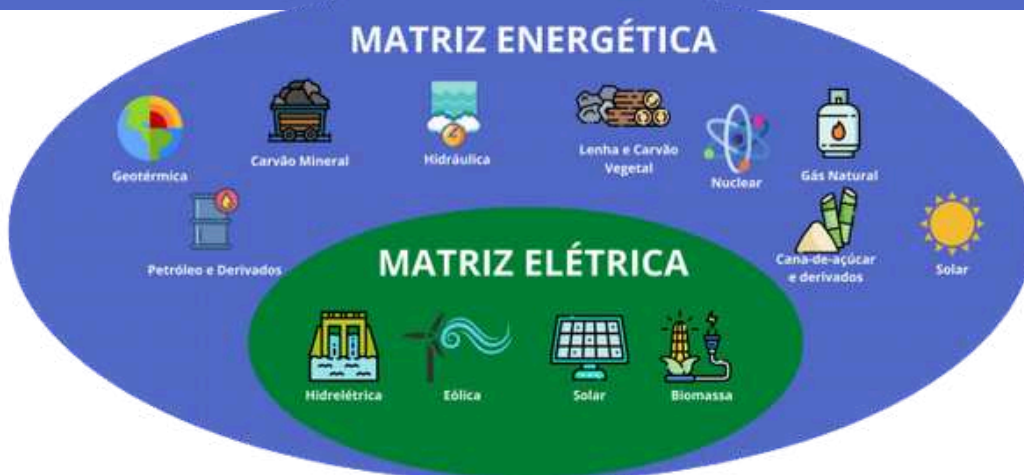 MATRIZ ENERGÉTICA
Geotérmica
Carvão Mineral
Hidráulica
Lenha e Carvão
Vegetal
Nuclear
Gás Natural
Petróleo e Derivados
Cana-de-açúcar
e derivados
Solar
MATRIZ ELÉTRICA
Hidrelétrica
Eólica
Solar
Biomassa